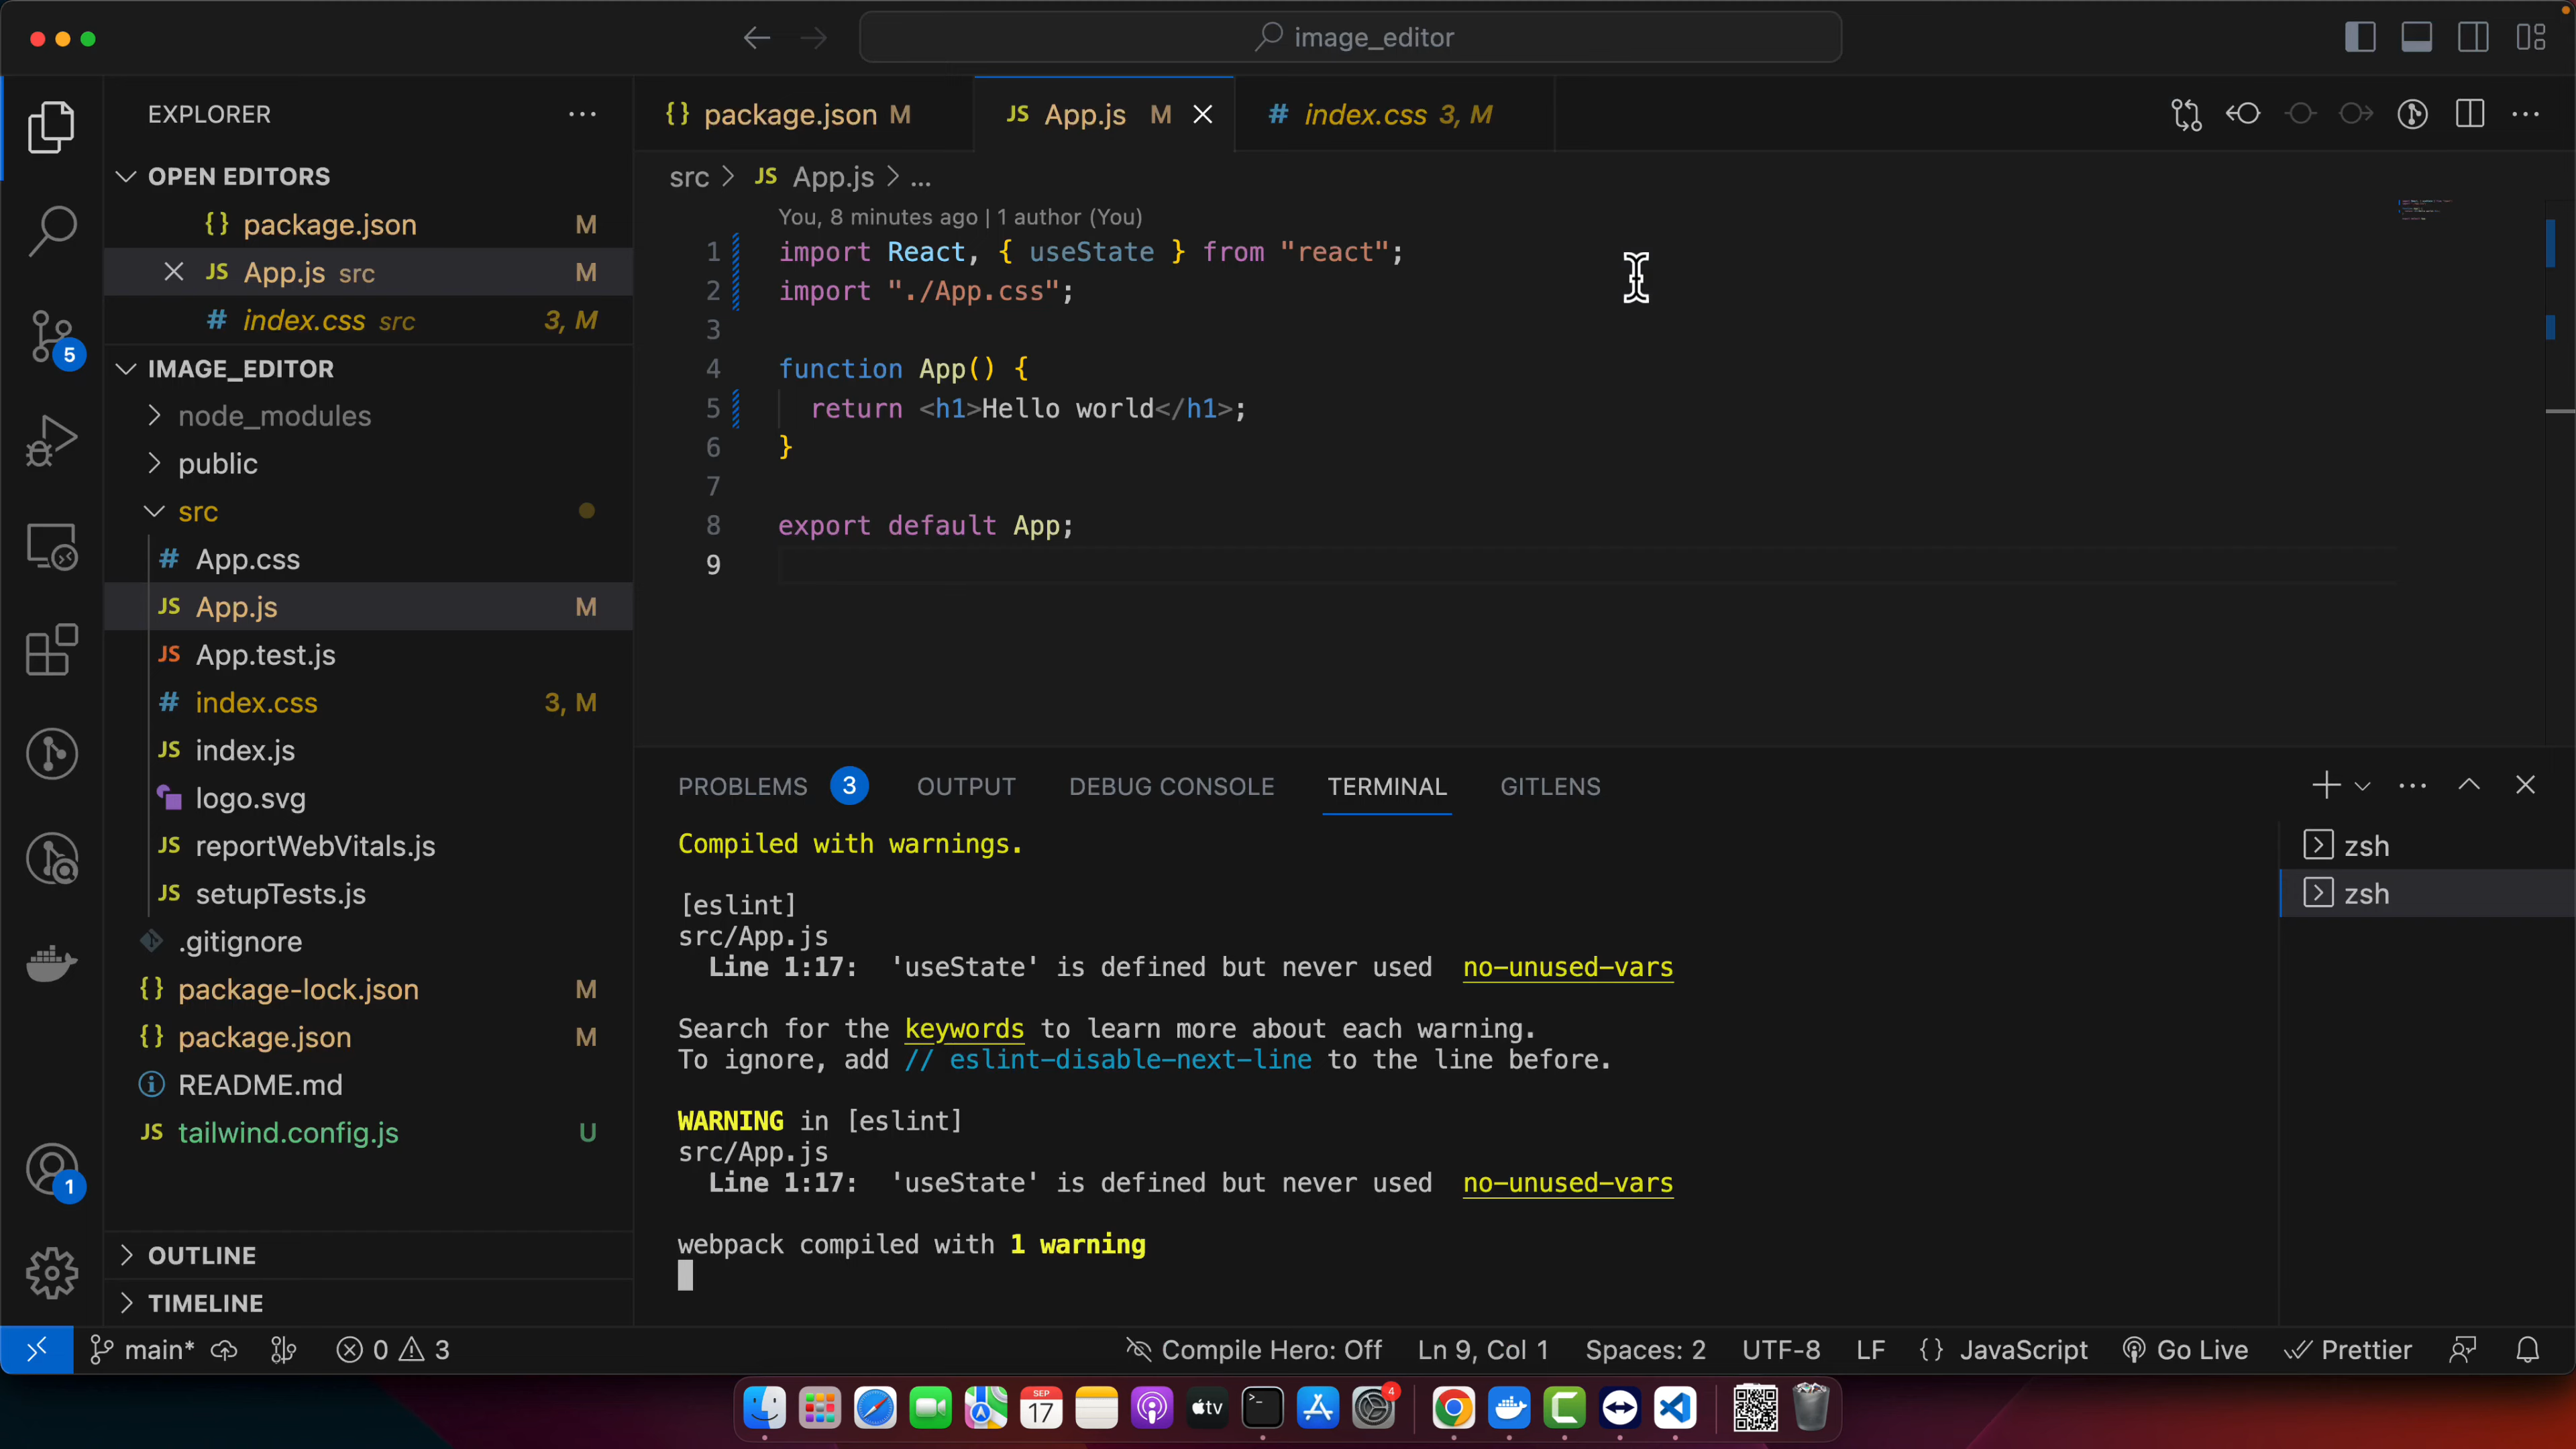 image_editor
EXPLORER
OPEN EDITORS
{} package.json M
JS App.js src M
# index.css src 3, M
IMAGE_EDITOR
node_modules
public
src
# App.css
JS App.js M
JS App.test.js
# index.css 3, M
JS index.js
logo.svg
JS reportWebVitals.js
JS setupTests.js
.gitignore
{} package-lock.json M
{} package.json M
README.md
JS tailwind.config.js U
OUTLINE
TIMELINE
5
1
{} package.json M
JS App.js M
# index.css 3, M
src > JS App.js > ...
You, 8 minutes ago | 1 author (You)
1 import React, { useState } from "react";
2 import "./App.css";
3
4 function App() {
5 return <h1>Hello world</h1>;
6 }
7
8 export default App;
9
PROBLEMS 3 OUTPUT DEBUG CONSOLE TERMINAL GITLENS
Compiled with warnings.
[eslint]
src/App.js
Line 1:17: 'useState' is defined but never used no-unused-vars
Search for the keywords to learn more about each warning.
To ignore, add // eslint-disable-next-line to the line before.
WARNING in [eslint]
src/App.js
Line 1:17: 'useState' is defined but never used no-unused-vars
webpack compiled with 1 warning
zsh
zsh
main* 0 3 Compile Hero: Off Ln 9, Col 1 Spaces: 2 UTF-8 LF {} JavaScript Go Live Prettier
SEP
17
tv
4